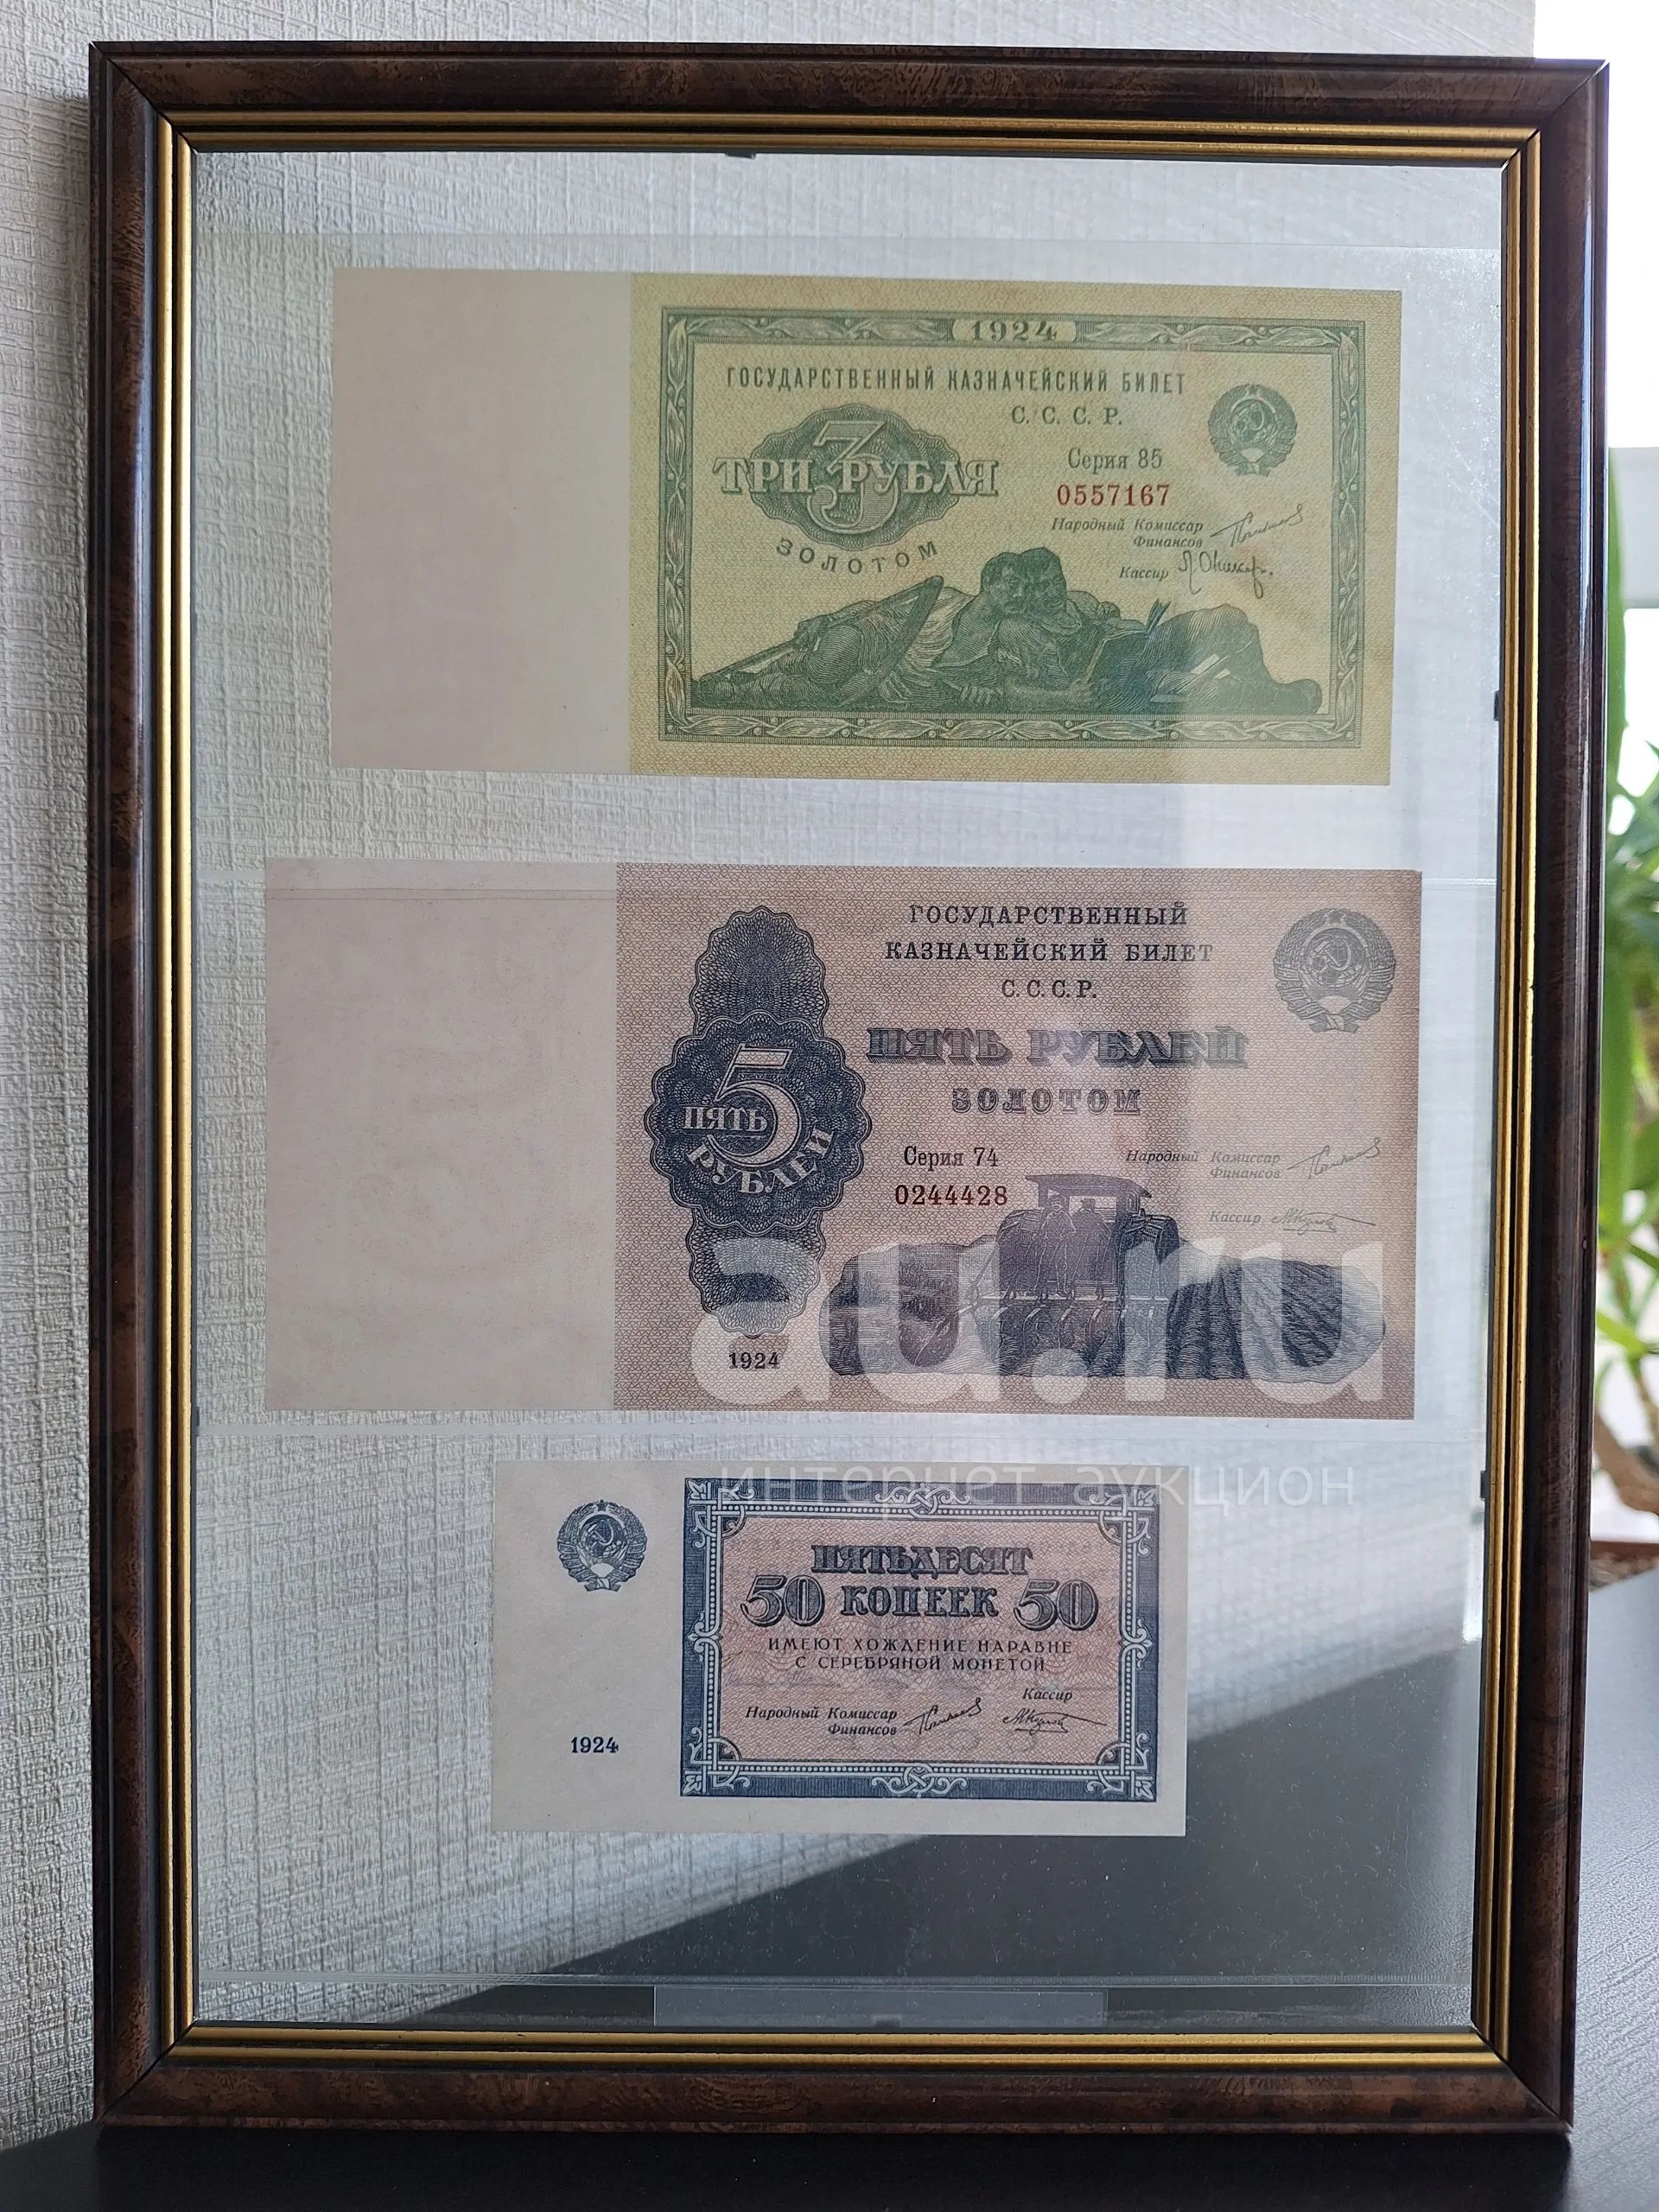 1924
ГОСУДАРСТВЕННЫЙ КАЗНАЧЕЙСКИЙ БИЛЕТ
С. С. С. Р.
3
ТРИ РУБЛЯ
ЗОЛОТОМ
Серия 85
0557167
Народный Комиссар
Финансов
Кассир
ГОСУДАРСТВЕННЫЙ
КАЗНАЧЕЙСКИЙ БИЛЕТ
С. С. С. Р.
ПЯТЬ РУБЛЕЙ
ЗОЛОТОМ
5
ПЯТЬ
РУБЛЕЙ
Серия 74
0244428
Народный Комиссар
Финансов
Кассир
1924
au.ru
интернет-аукцион
ПЯТЬДЕСЯТ
50 КОПЕЕК 50
ИМЕЮТ ХОЖДЕНИЕ НАРАВНЕ
С СЕРЕБРЯНОЙ МОНЕТОЙ
Кассир
Народный Комиссар
Финансов
1924